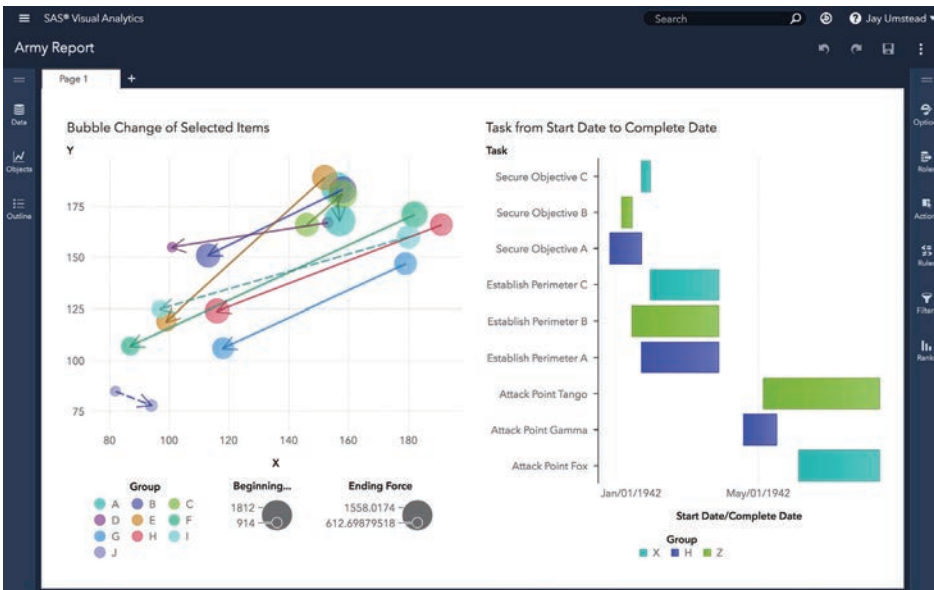 SAS® Visual Analytics
Search
Jay Umstead
Army Report
Page 1 +
Data
Objects
Outline
Bubble Change of Selected Items
Y
175
150
125
100
75
80 100 120 140 160 180
X
Group
A B C
D E F
G H I
J
Beginning...
1812
914
Ending Force
1558.0174
612.69879518
Task from Start Date to Complete Date
Task
Secure Objective C
Secure Objective B
Secure Objective A
Establish Perimeter C
Establish Perimeter B
Establish Perimeter A
Attack Point Tango
Attack Point Gamma
Attack Point Fox
Jan/01/1942 May/01/1942
Start Date/Complete Date
Group
X H Z
Option
Roles
Action
Rules
Filter
Rank